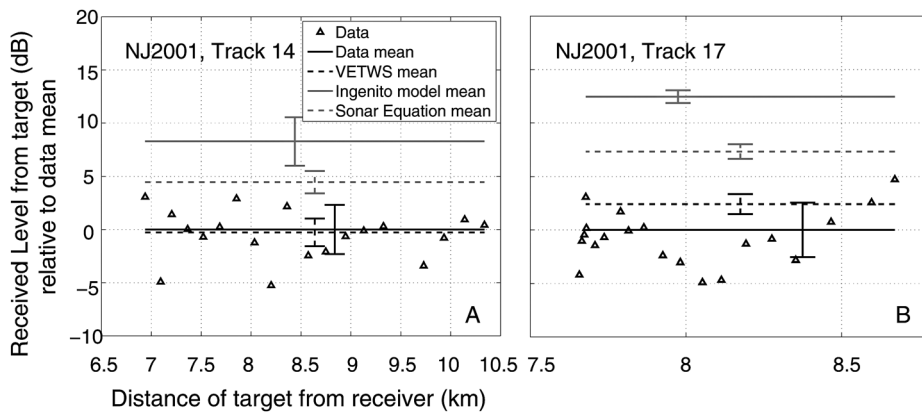 Received Level from target (dB)
relative to data mean
20
15
10
5
0
−5
−10
NJ2001, Track 14
Data
Data mean
VETWS mean
Ingenito model mean
Sonar Equation mean
A
6.5 7 7.5 8 8.5 9 9.5 10 10.5
NJ2001, Track 17
B
7.5 8 8.5
Distance of target from receiver (km)